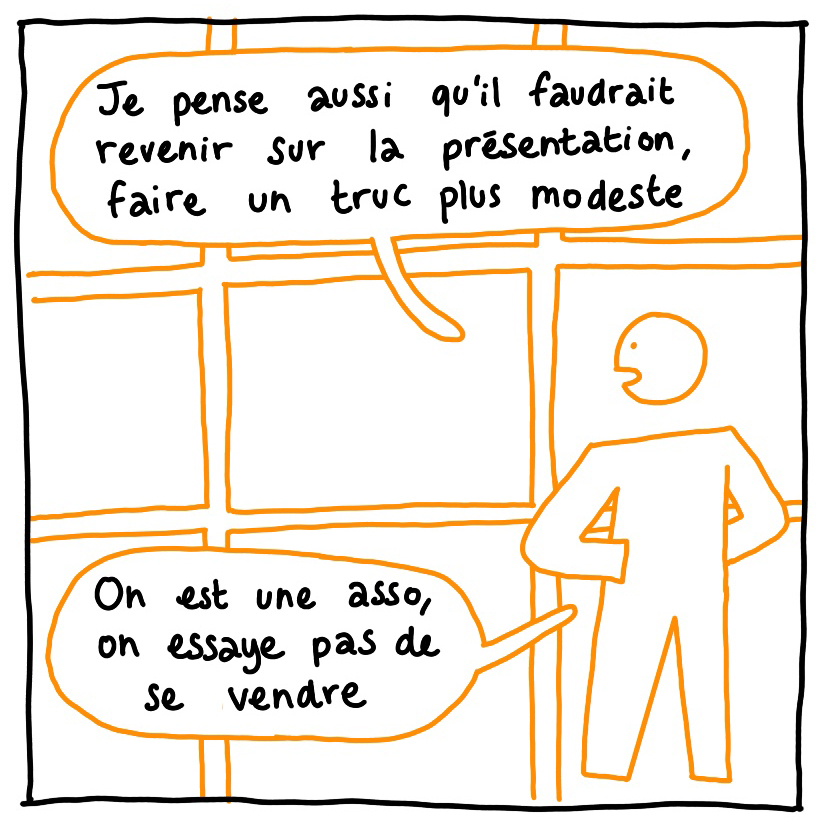 Je pense aussi qu'il faudrait
revenir sur la présentation,
faire un truc plus modeste
On est une asso,
on essaye pas de
se vendre